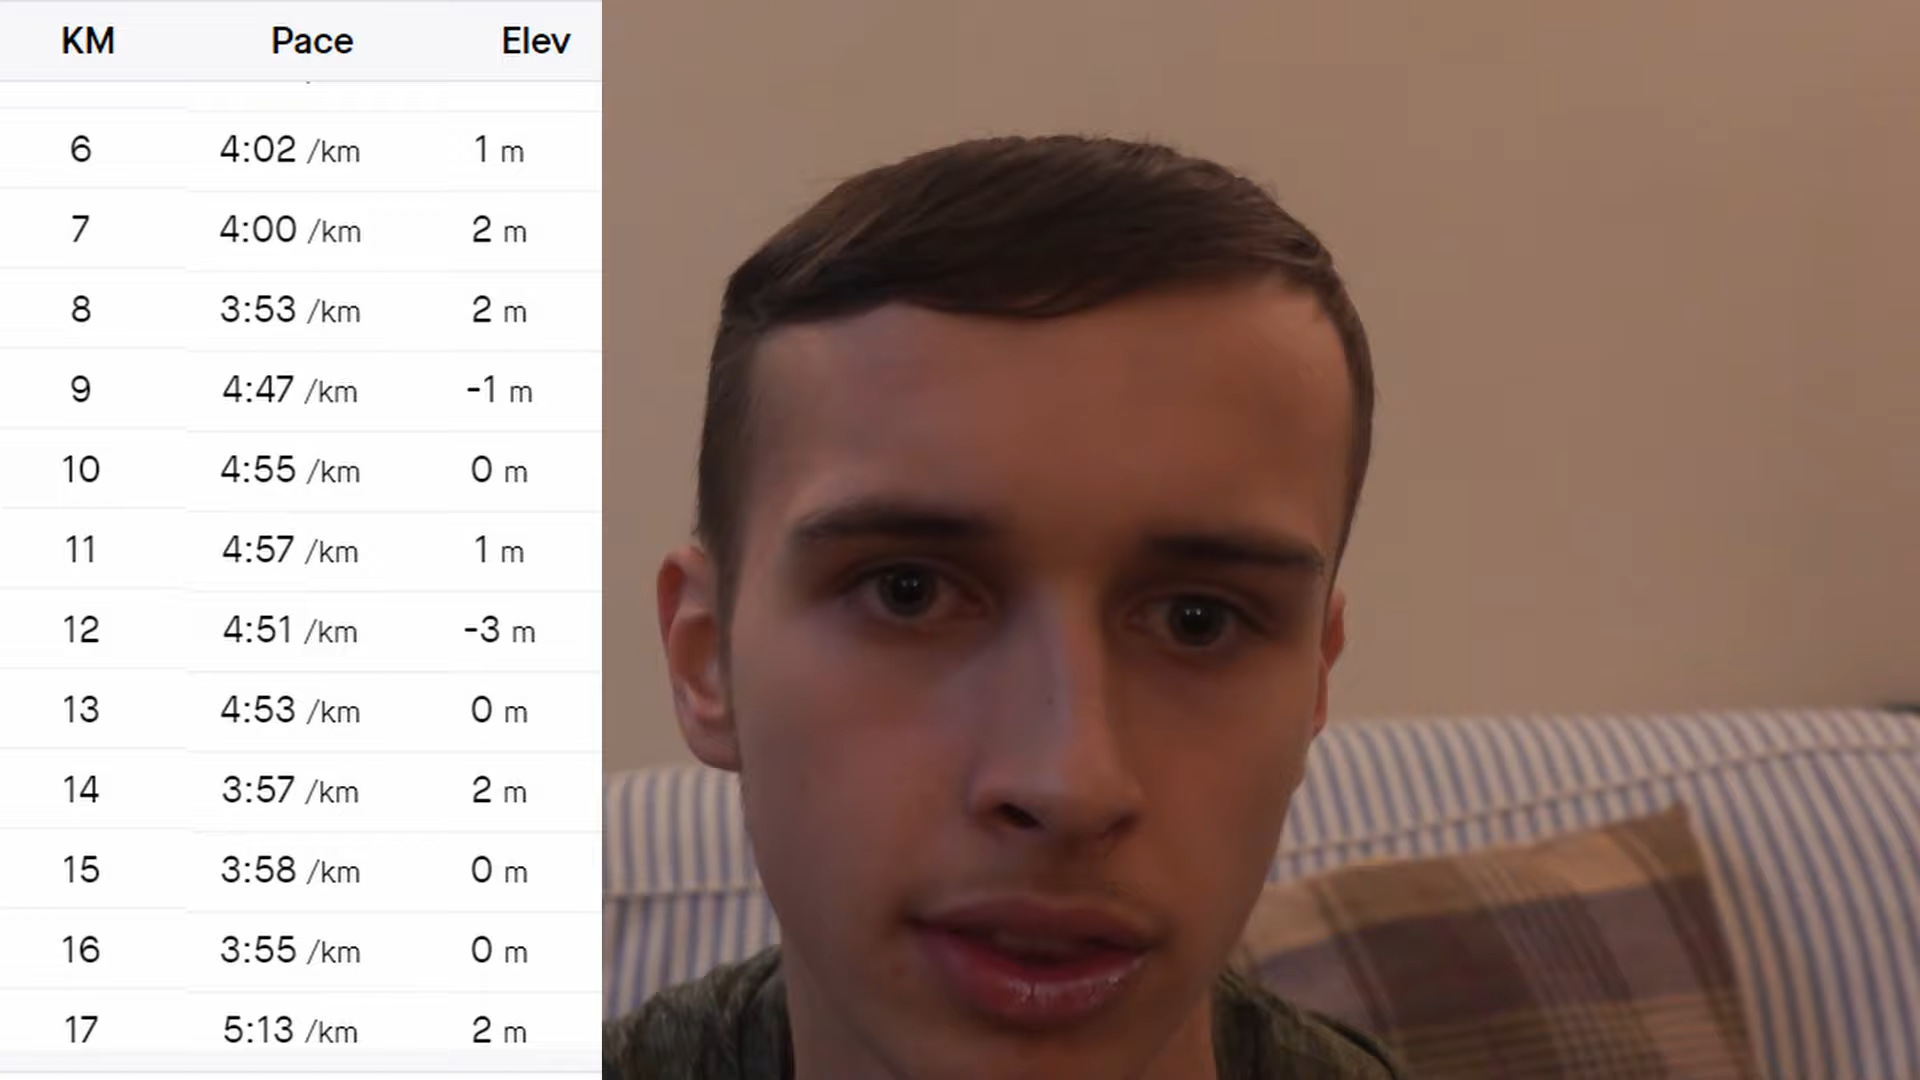 KM Pace Elev
6 4:02 /km 1 m
7 4:00 /km 2 m
8 3:53 /km 2 m
9 4:47 /km -1 m
10 4:55 /km 0 m
11 4:57 /km 1 m
12 4:51 /km -3 m
13 4:53 /km 0 m
14 3:57 /km 2 m
15 3:58 /km 0 m
16 3:55 /km 0 m
17 5:13 /km 2 m